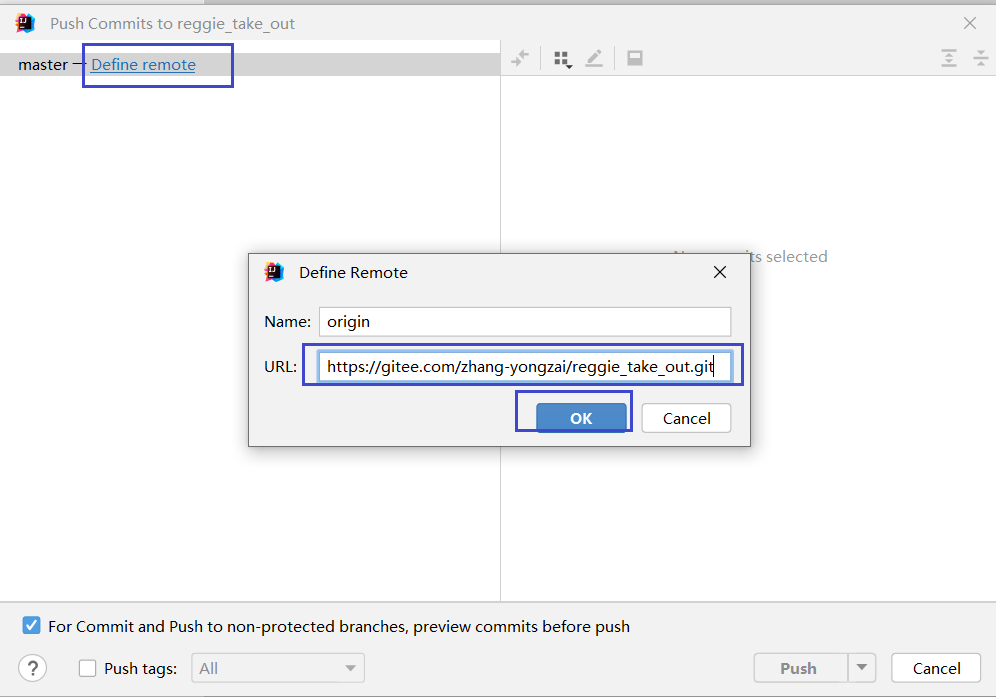 Push Commits to reggie_take_out
master
Define remote
ts selected
Define Remote
Name:
origin
URL:
https://gitee.com/zhang-yongzai/reggie_take_out.git
OK
Cancel
For Commit and Push to non-protected branches, preview commits before push
?
Push tags:
All
Push
Cancel